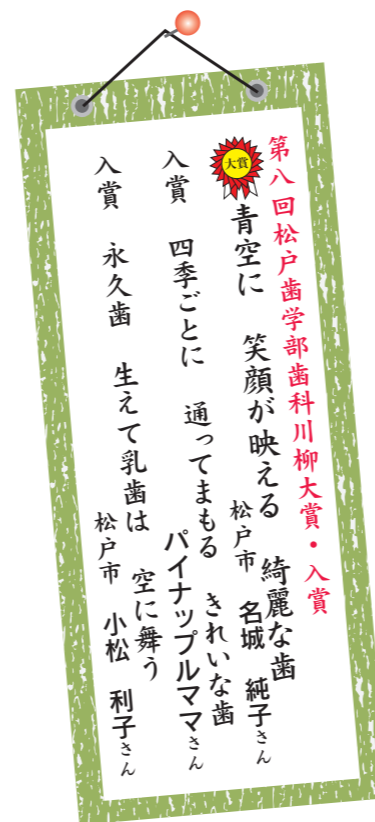 第八回松戸歯学部歯科川柳大賞・入賞
大賞
青空に　笑顔が映える　綺麗な歯
松戸市　名城　純子さん
入賞　四季ごとに　通ってまもる　きれいな歯
パイナップルママさん
入賞　永久歯　生えて乳歯は　空に舞う
松戸市　小松　利子さん